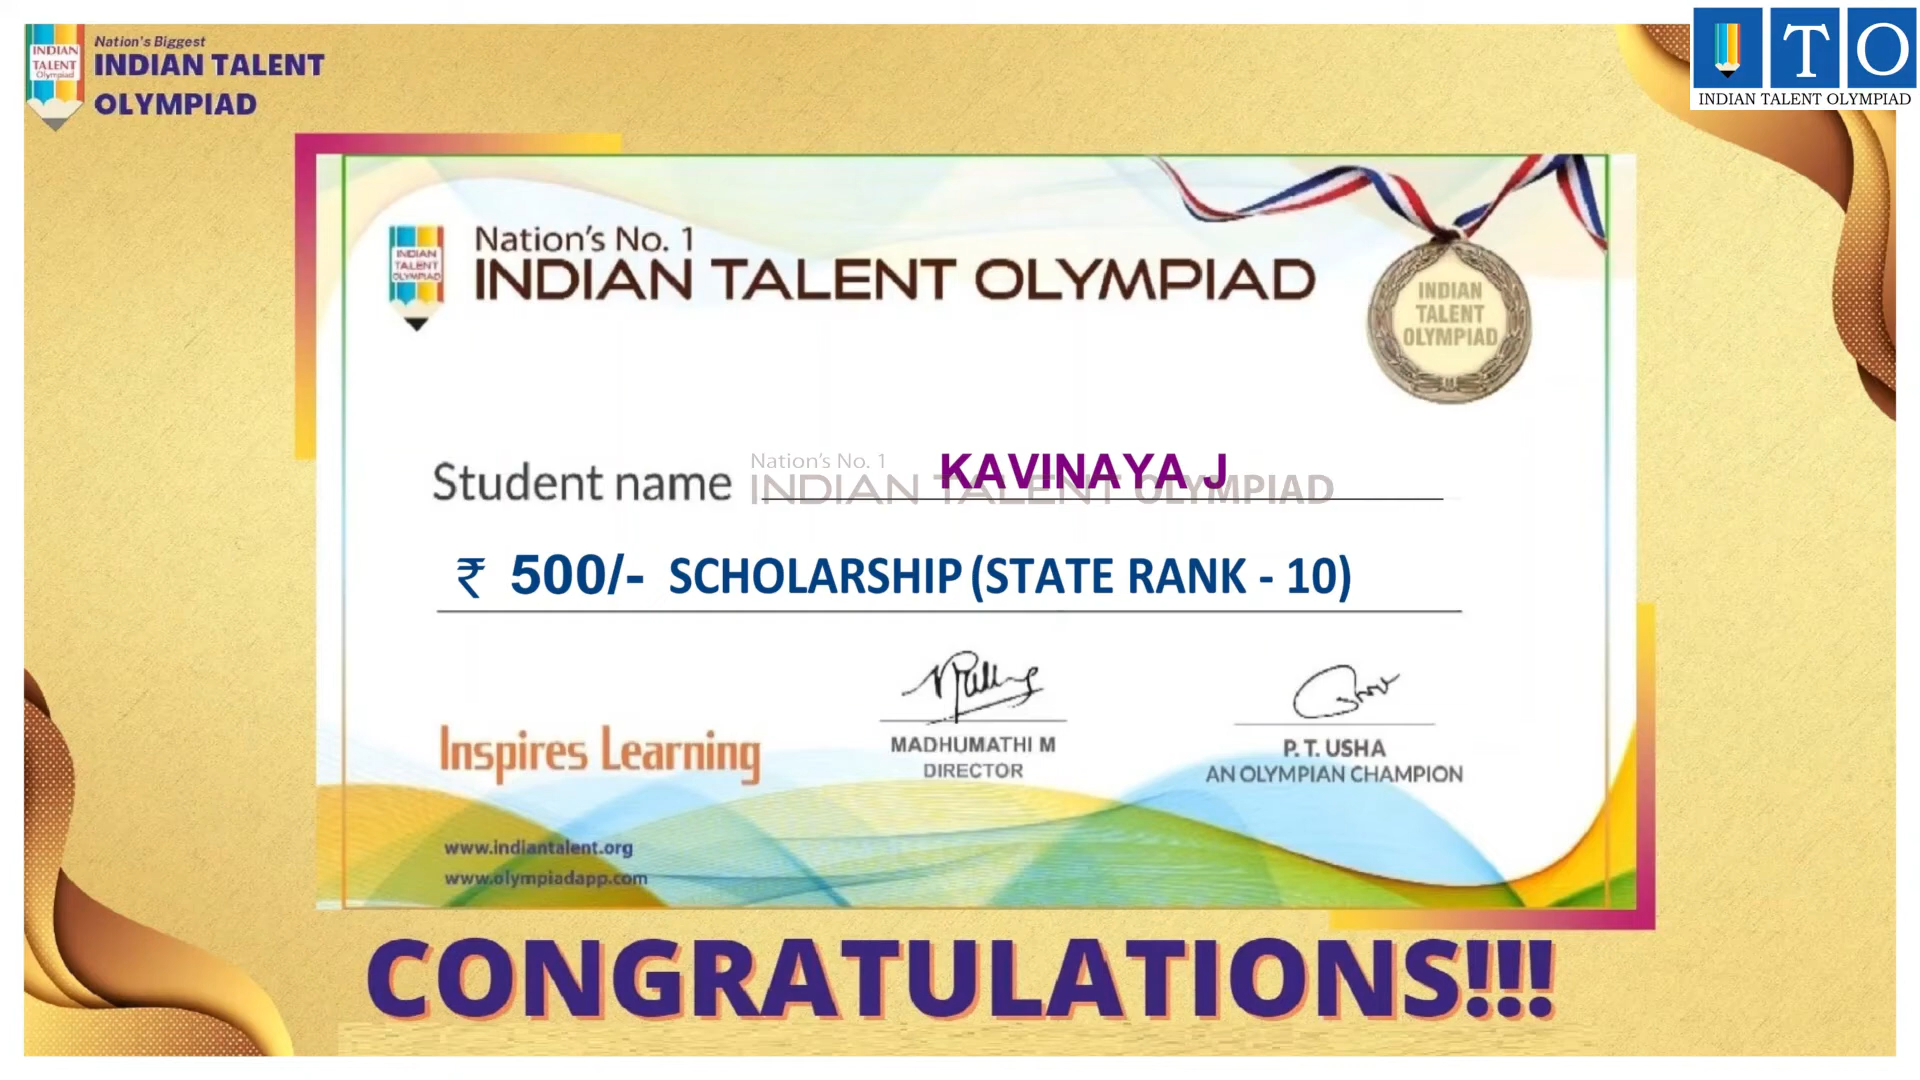 Nation's Biggest
INDIAN TALENT
OLYMPIAD
INDIAN
TALENT
Olympiad
T O
INDIAN TALENT OLYMPIAD
Nation's No. 1
INDIAN TALENT OLYMPIAD
INDIAN
TALENT
OLYMPIAD
INDIAN
TALENT
OLYMPIAD
Student name KAVINAYA J
Nation's No. 1
INDIAN TALENT OLYMPIAD
₹ 500/- SCHOLARSHIP (STATE RANK - 10)
Inspires Learning
MADHUMATHI M
DIRECTOR
P. T. USHA
AN OLYMPIAN CHAMPION
www.indiantalent.org
www.olympiadapp.com
CONGRATULATIONS!!!